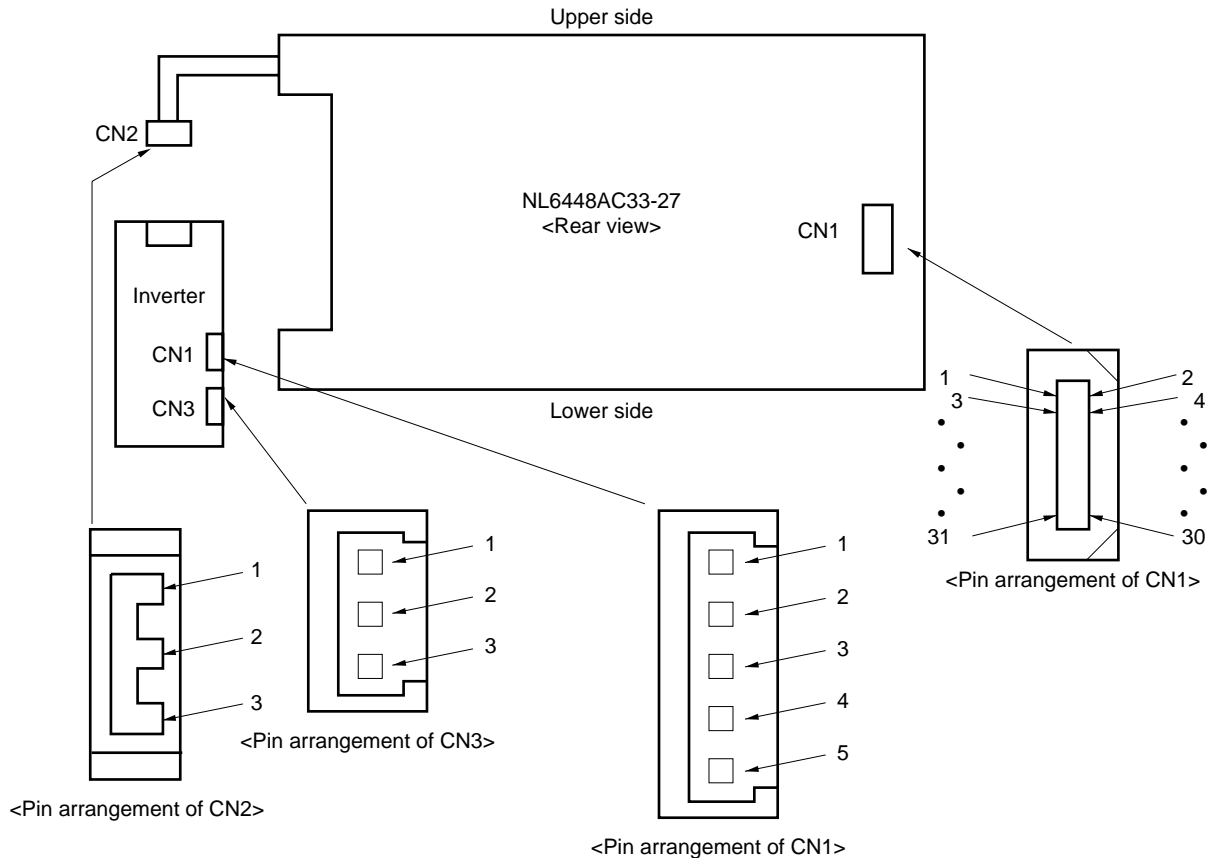 Upper side
CN2
NL6448AC33-27
<Rear view>
CN1
Inverter
CN1
CN3
Lower side
1
2
3
4
31
30
<Pin arrangement of CN1>
1
2
3
<Pin arrangement of CN2>
1
2
3
<Pin arrangement of CN3>
1
2
3
4
5
<Pin arrangement of CN1>